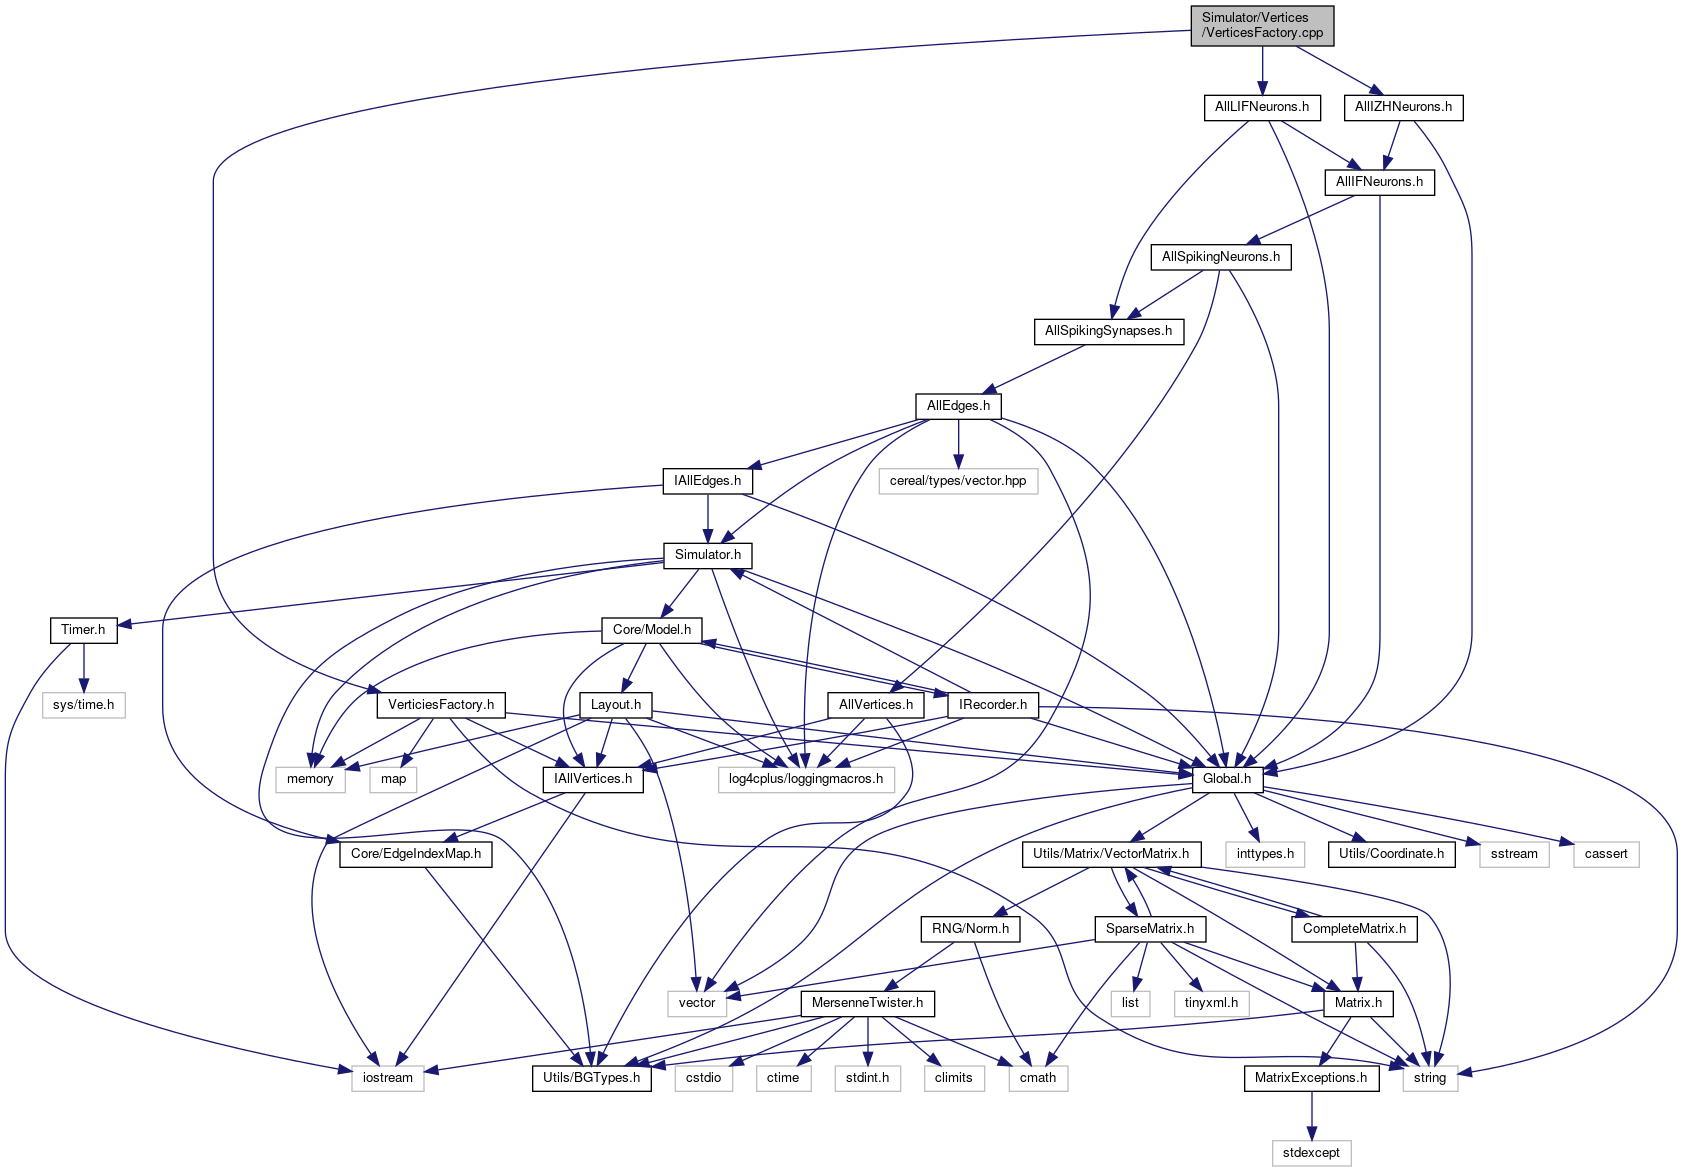 Simulator/Vertices
/VerticesFactory.cpp
AllLIFNeurons.h
AllIZHNeurons.h
AllIFNeurons.h
AllSpikingNeurons.h
AllSpikingSynapses.h
AllEdges.h
IAllEdges.h
cereal/types/vector.hpp
Simulator.h
Timer.h
Core/Model.h
sys/time.h
VerticiesFactory.h
Layout.h
AllVertices.h
IRecorder.h
memory
map
IAllVertices.h
log4cplus/loggingmacros.h
Global.h
Core/EdgeIndexMap.h
Utils/Matrix/VectorMatrix.h
inttypes.h
Utils/Coordinate.h
sstream
cassert
RNG/Norm.h
SparseMatrix.h
CompleteMatrix.h
vector
MersenneTwister.h
list
tinyxml.h
Matrix.h
iostream
Utils/BGTypes.h
cstdio
ctime
stdint.h
climits
cmath
MatrixExceptions.h
string
stdexcept